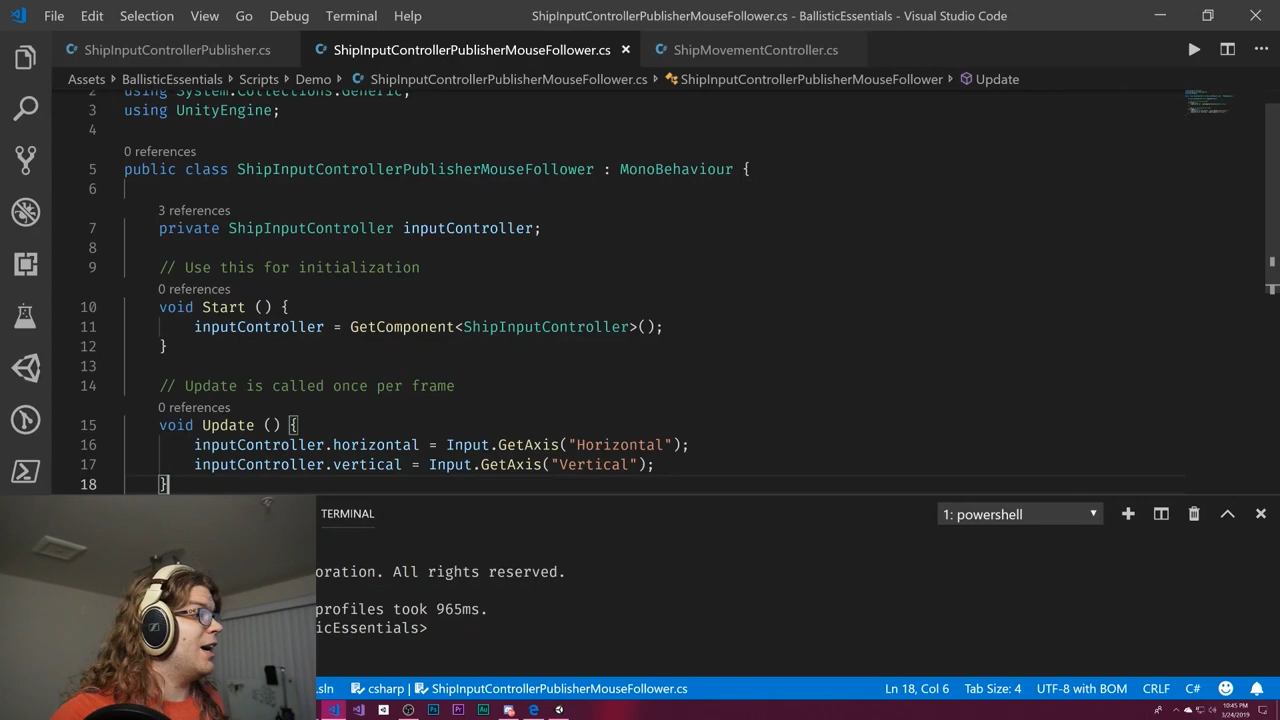 File Edit Selection View Go Debug Terminal Help ShipInputControllerPublisherMouseFollower.cs - BallisticEssentials - Visual Studio Code
ShipInputControllerPublisher.cs ShipInputControllerPublisherMouseFollower.cs ShipMovementController.cs
Assets BallisticEssentials Scripts Demo ShipInputControllerPublisherMouseFollower.cs ShipInputControllerPublisherMouseFollower Update
2 using System.Collections.Generic;
3 using UnityEngine;
4
0 references
5 public class ShipInputControllerPublisherMouseFollower : MonoBehaviour {
6
3 references
7 private ShipInputController inputController;
8
9 // Use this for initialization
0 references
10 void Start () {
11 inputController = GetComponent<ShipInputController>();
12 }
13
14 // Update is called once per frame
0 references
15 void Update () {
16 inputController.horizontal = Input.GetAxis("Horizontal");
17 inputController.vertical = Input.GetAxis("Vertical");
18 }
TERMINAL 1: powershell
oration. All rights reserved.
profiles took 965ms.
icEssentials>
.sln csharp | ShipInputControllerPublisherMouseFollower.cs Ln 18, Col 6 Tab Size: 4 UTF-8 with BOM CRLF C#
10:45 PM
3/24/2019